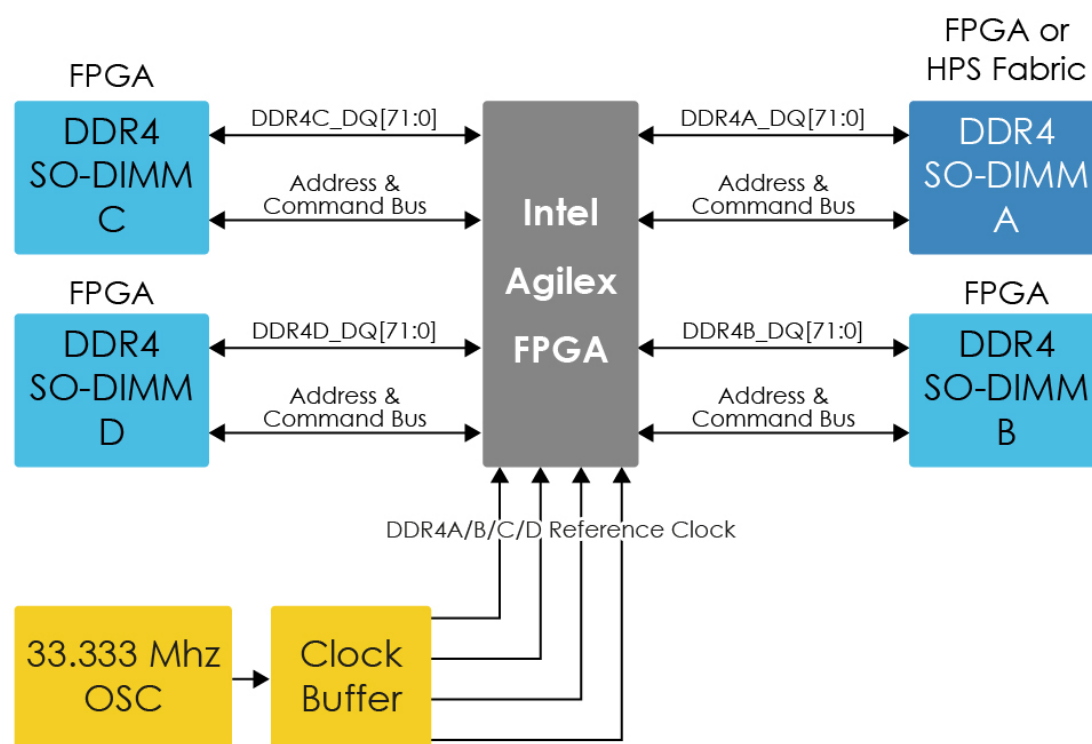 FPGA or
HPS Fabric
FPGA
DDR4
SO-DIMM
C
DDR4C_DQ[71:0]
Address &
Command Bus
Intel
Agilex
FPGA
DDR4A_DQ[71:0]
Address &
Command Bus
DDR4
SO-DIMM
A
FPGA
DDR4
SO-DIMM
D
DDR4D_DQ[71:0]
Address &
Command Bus
DDR4B_DQ[71:0]
Address &
Command Bus
FPGA
DDR4
SO-DIMM
B
DDR4A/B/C/D Reference Clock
33.333 Mhz
OSC
Clock
Buffer